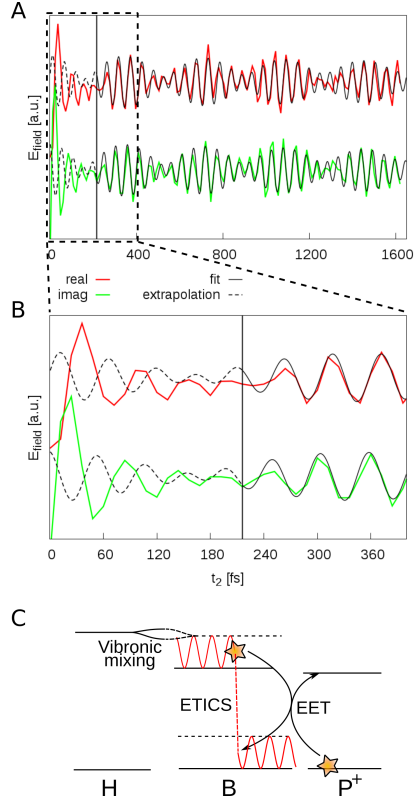 A
E_field [a.u.]
0 400 800 1200 1600
real fit
imag extrapolation
B
E_field [a.u.]
0 60 120 180 240 300 360
t_2 [fs]
C
Vibronic
mixing
ETICS EET
H B P^+